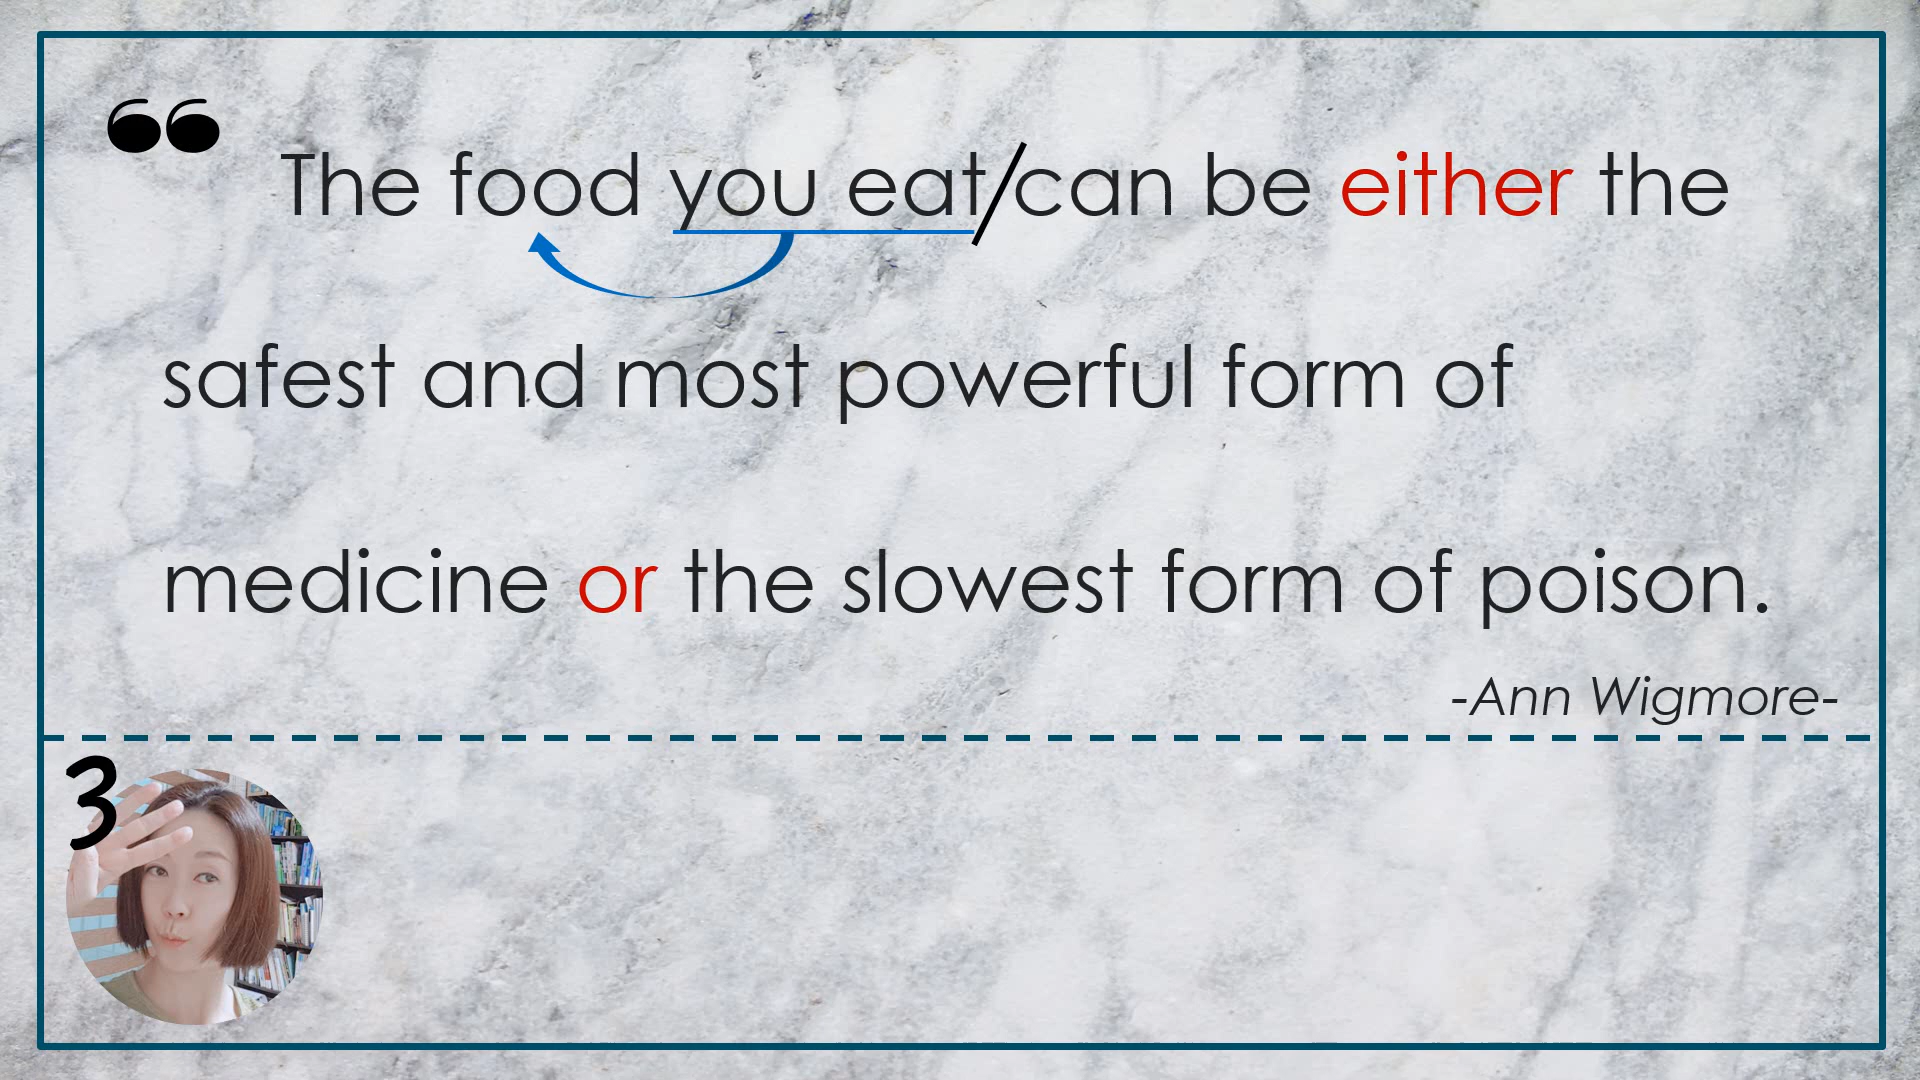 ❝
The food you eat/can be either the
safest and most powerful form of
medicine or the slowest form of poison.
-Ann Wigmore-
3